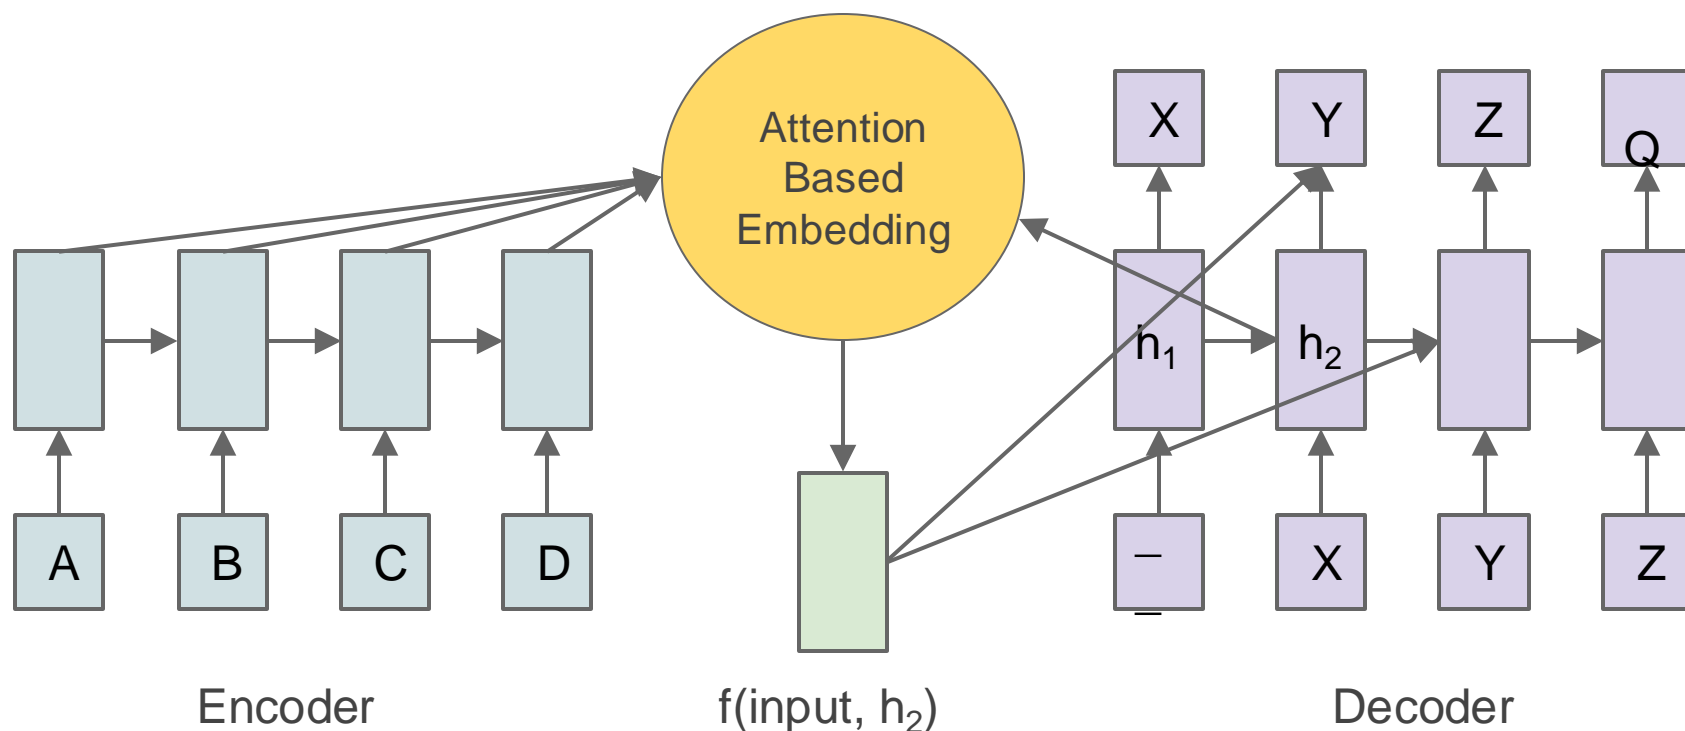 Attention
Based
Embedding
X Y Z Q
h₁ h₂
A B C D
_ X Y Z
_
Encoder
f(input, h₂)
Decoder